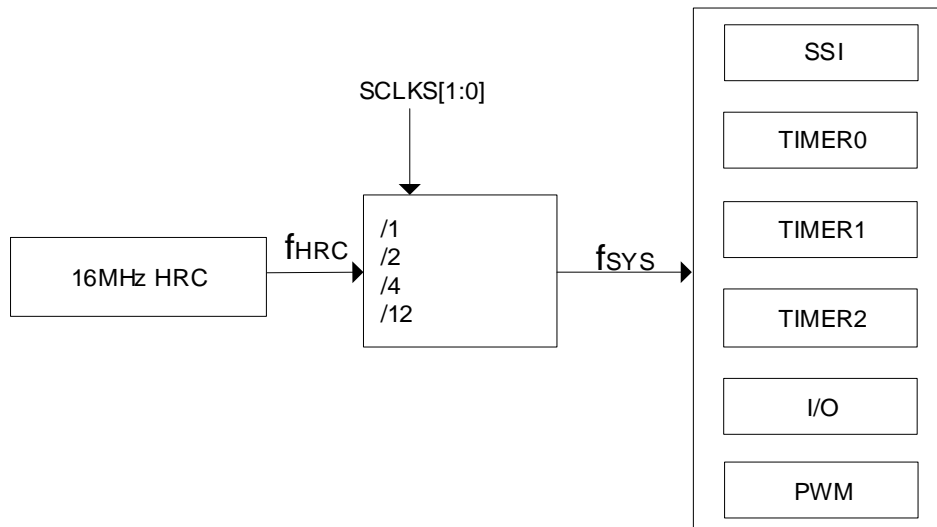 SSI
SCLKS[1:0]
TIMER0
/1
TIMER1
fHRC
/2
fSYS
16MHz HRC
/4
/12
TIMER2
I/O
PWM